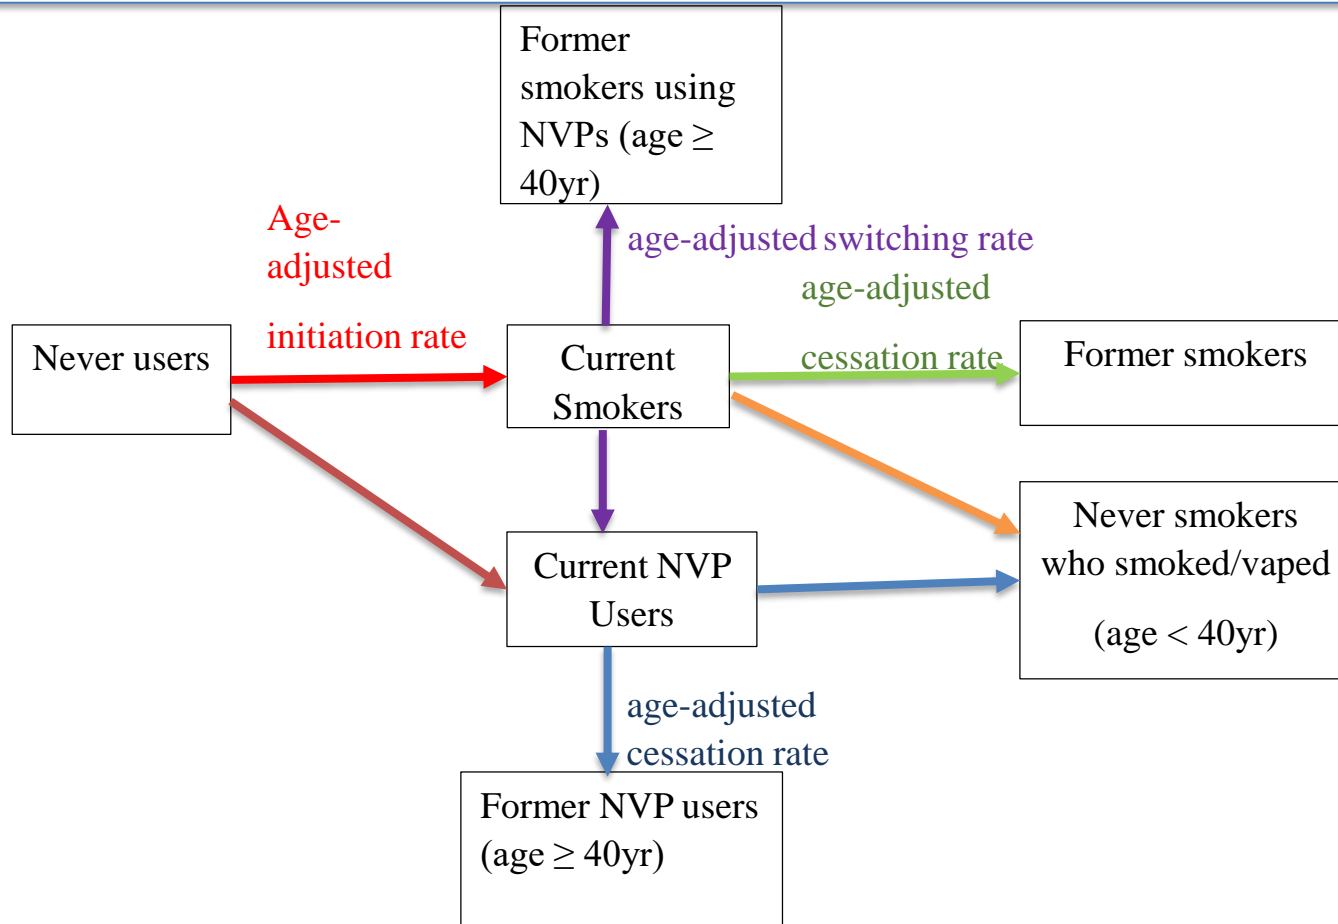 Former
smokers using
NVPs (age ≥
40yr)
Age-
adjusted
initiation rate
age-adjusted switching rate
age-adjusted
cessation rate
Never users
Current
Smokers
Former smokers
Current NVP
Users
Never smokers
who smoked/vaped
(age < 40yr)
age-adjusted
cessation rate
Former NVP users
(age ≥ 40yr)